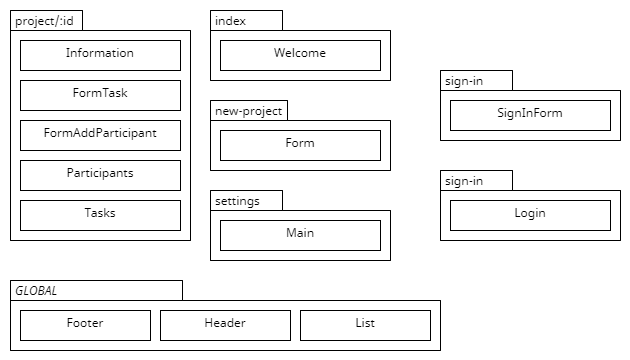 project/:id
Information
FormTask
FormAddParticipant
Participants
Tasks
index
Welcome
new-project
Form
settings
Main
sign-in
SignInForm
sign-in
Login
GLOBAL
Footer
Header
List